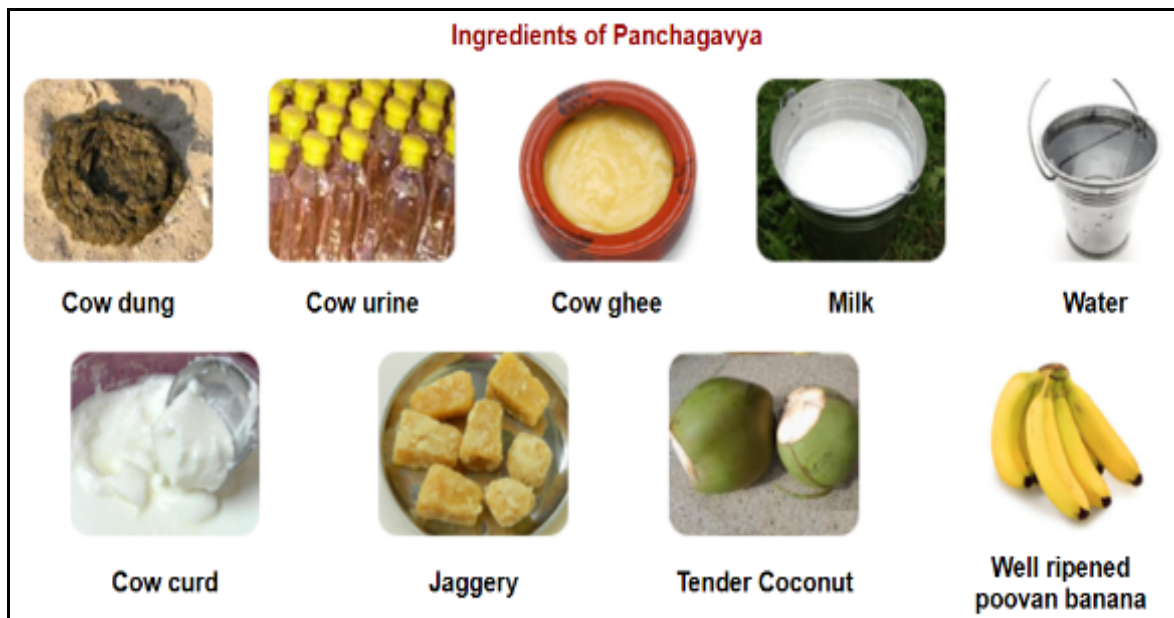 Ingredients of Panchagavya
Cow dung
Cow urine
Cow ghee
Milk
Water
Cow curd
Jaggery
Tender Coconut
Well ripened
poovan banana